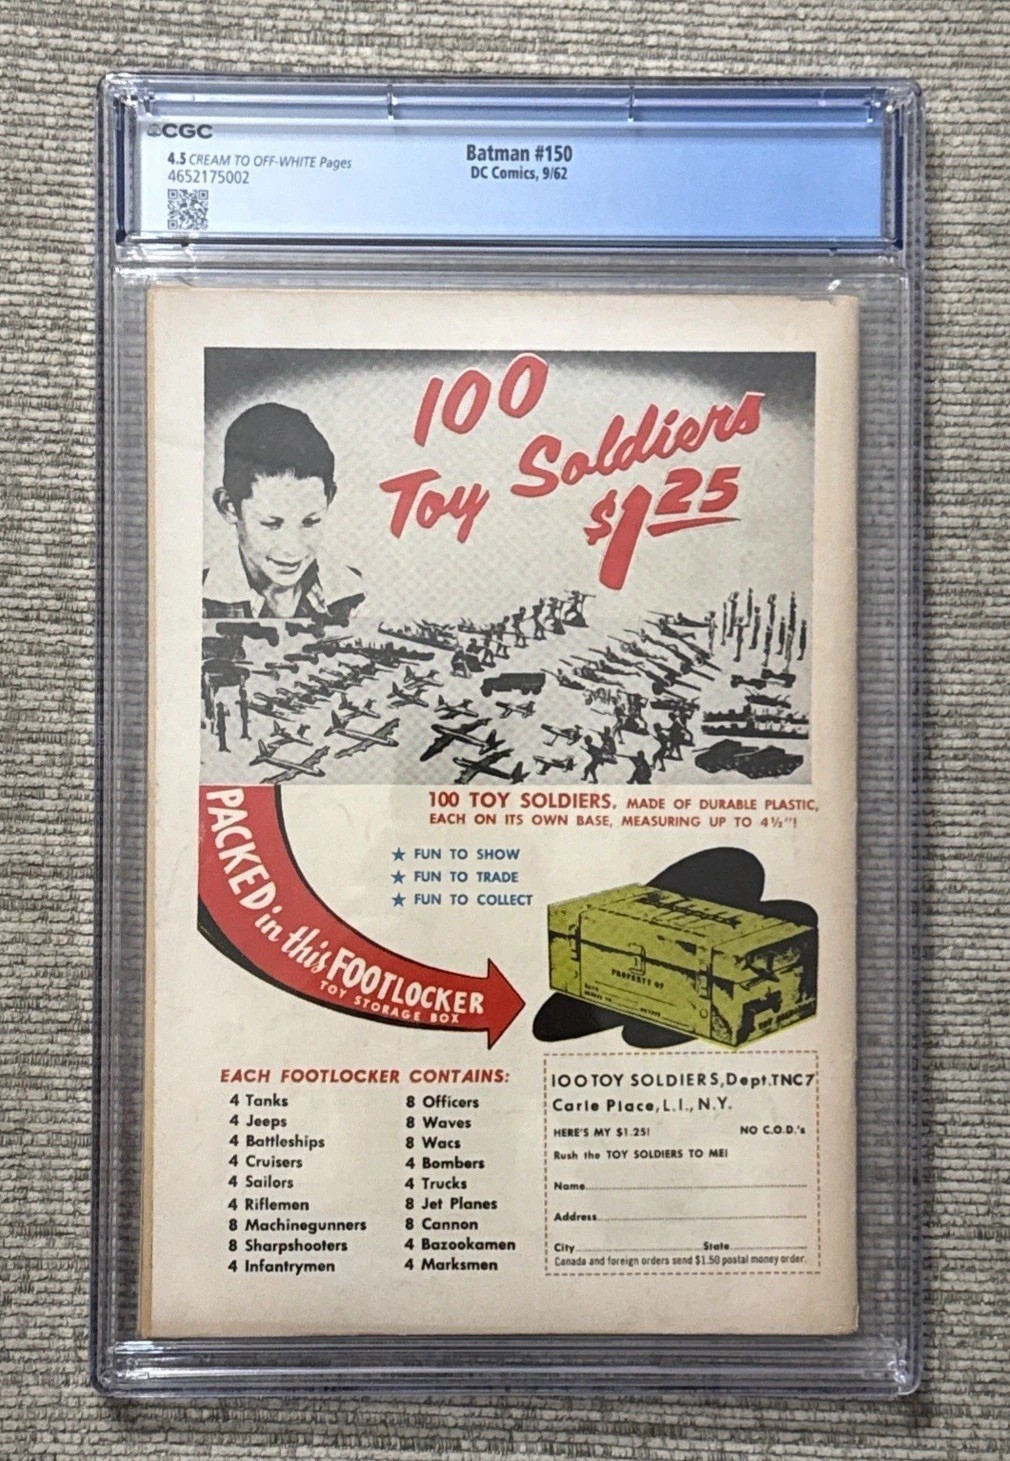 CGC
4.5 CREAM TO OFF-WHITE Pages
4652175002
Batman #150
DC Comics, 9/62
100
Toy Soldiers
$1.25
PACKED in this FOOTLOCKER
TOY STORAGE BOX
100 TOY SOLDIERS, MADE OF DURABLE PLASTIC,
EACH ON ITS OWN BASE, MEASURING UP TO 4½"!
★ FUN TO SHOW
★ FUN TO TRADE
★ FUN TO COLLECT
PROPERTY OF
EACH FOOTLOCKER CONTAINS:
4 Tanks
4 Jeeps
4 Battleships
4 Cruisers
4 Sailors
4 Riflemen
8 Machinegunners
8 Sharpshooters
4 Infantrymen
8 Officers
8 Waves
8 Wacs
4 Bombers
4 Trucks
8 Jet Planes
8 Cannon
4 Bazookamen
4 Marksmen
100 TOY SOLDIERS, Dept. TNC7
Carle Place, L.I., N.Y.
HERE'S MY $1.25! NO C.O.D.'s
Rush the TOY SOLDIERS TO ME!
Name
Address
City State
Canada and foreign orders send $1.50 postal money order.